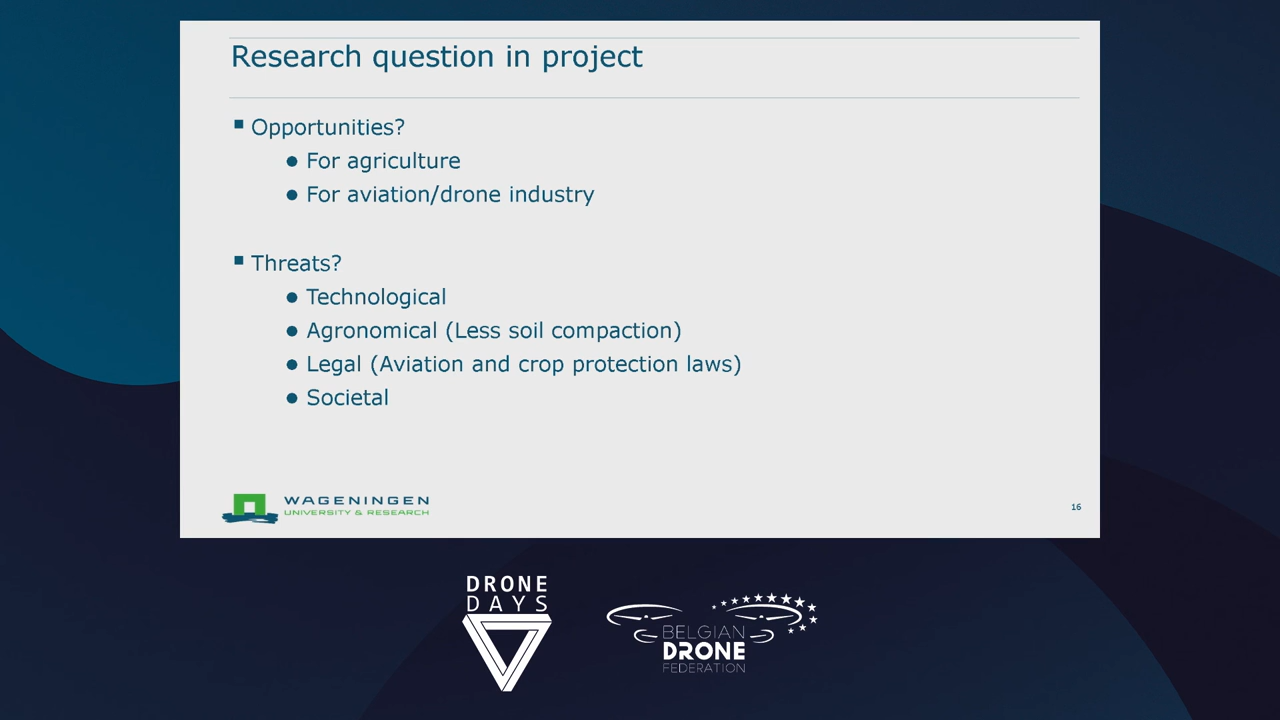 Research question in project
▪ Opportunities?
● For agriculture
● For aviation/drone industry
▪ Threats?
● Technological
● Agronomical (Less soil compaction)
● Legal (Aviation and crop protection laws)
● Societal
WAGENINGEN
UNIVERSITY & RESEARCH
16
DRONE
DAYS
BELGIAN
DRONE
FEDERATION